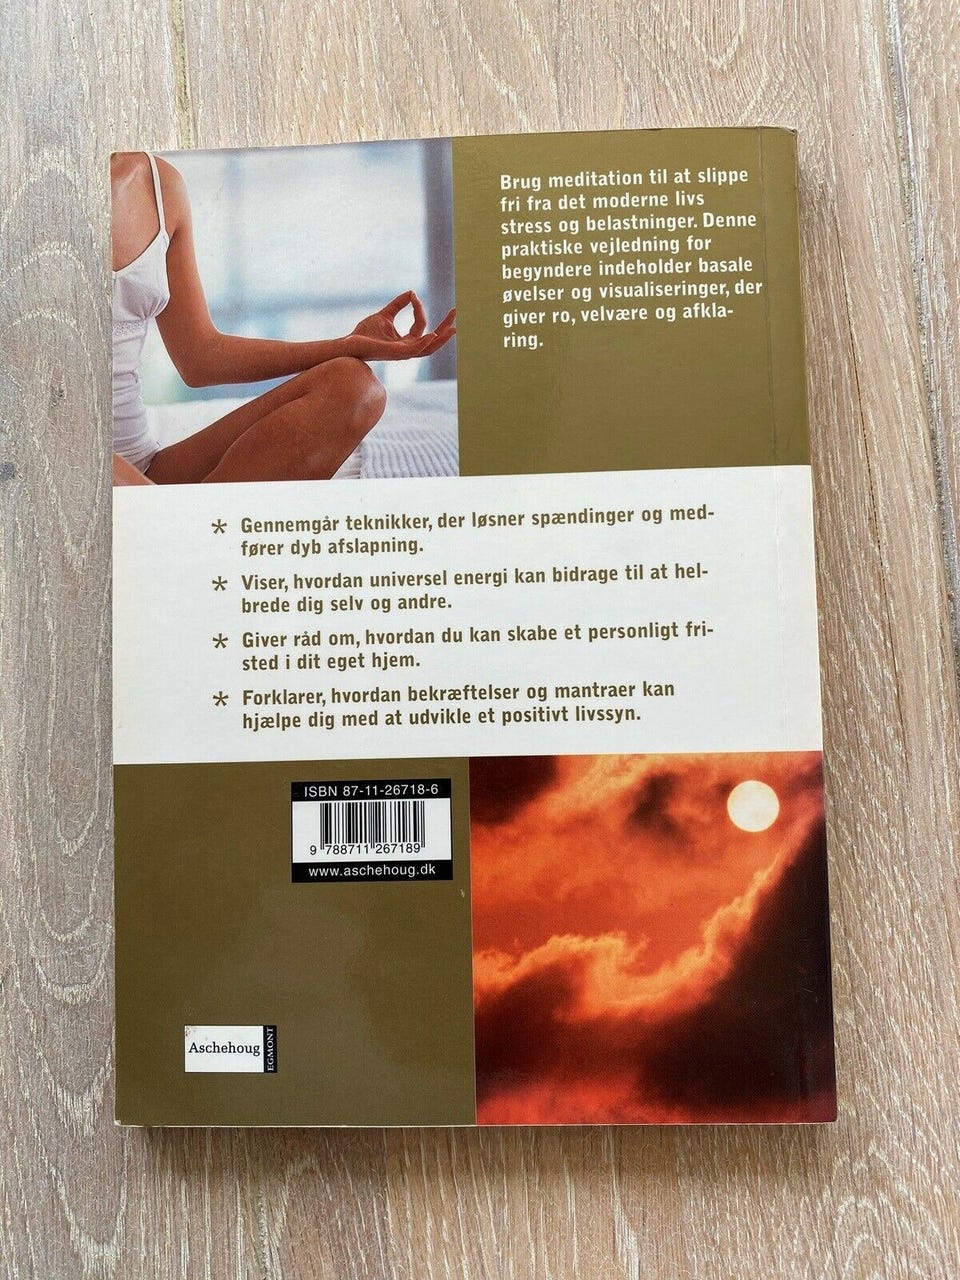 Brug meditation til at slippe
fri fra det moderne livs
stress og belastninger. Denne
praktiske vejledning for
begyndere indeholder basale
øvelser og visualiseringer, der
giver ro, velvære og afkla-
ring.
* Gennemgår teknikker, der løsner spændinger og med-
fører dyb afslapning.
* Viser, hvordan universel energi kan bidrage til at hel-
brede dig selv og andre.
* Giver råd om, hvordan du kan skabe et personligt fri-
sted i dit eget hjem.
* Forklarer, hvordan bekræftelser og mantraer kan
hjælpe dig med at udvikle et positivt livssyn.
ISBN 87-11-26718-6
9 788711 267189
www.aschehoug.dk
Aschehoug
EGMONT